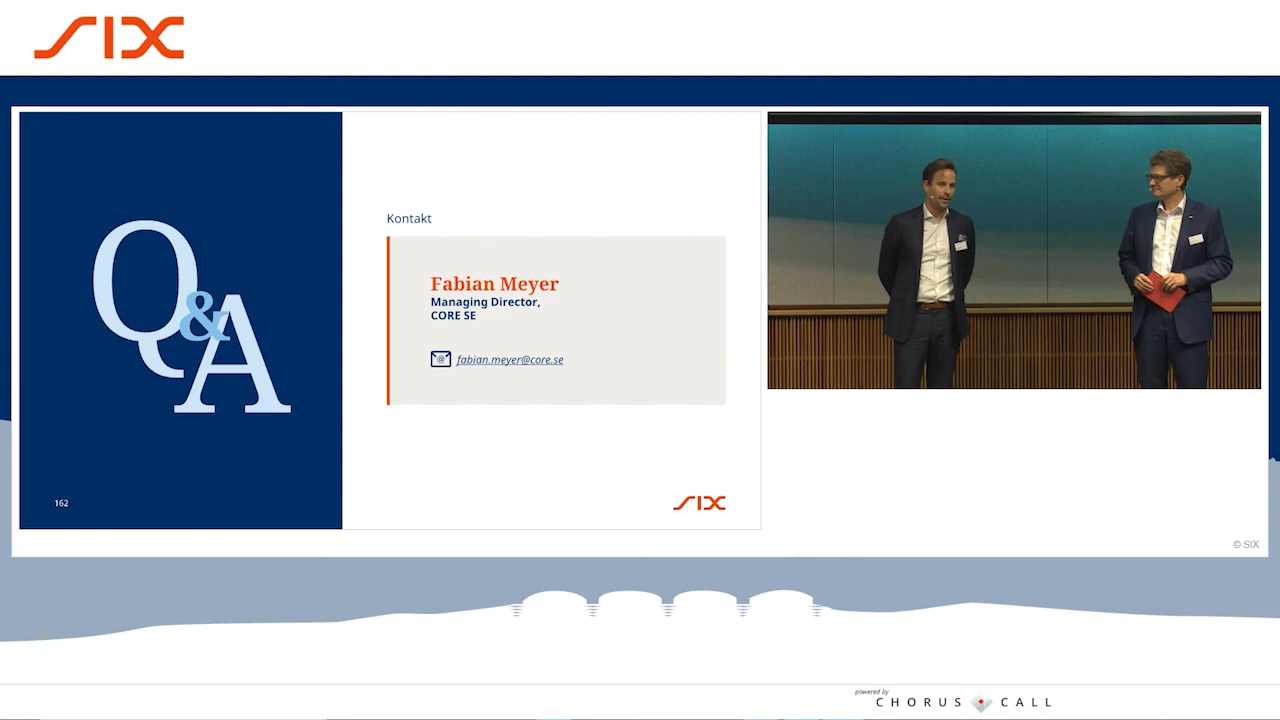 SIX
Q&A
Kontakt
Fabian Meyer
Managing Director,
CORE SE
@ fabian.meyer@core.se
162
SIX
© SIX
powered by
CHORUS CALL